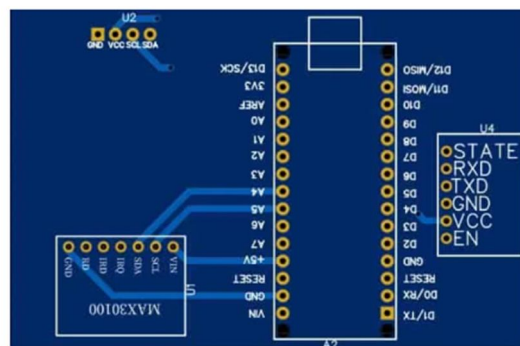 U2
GND VCC SCL SDA
D13/SCK
3V3
AREF
A0
A1
A2
A3
A4
A5
A6
A7
+5V
RESET
GND
VIN
D12/MISO
D11/MOSI
D10
D9
D8
D7
D6
D5
D4
D3
D2
GND
RESET
D0/RX
D1/TX
A2
U4
STATE
RXD
TXD
GND
VCC
EN
GND RD IRD IRQ SDA SCL VIN
MAX30100
U1